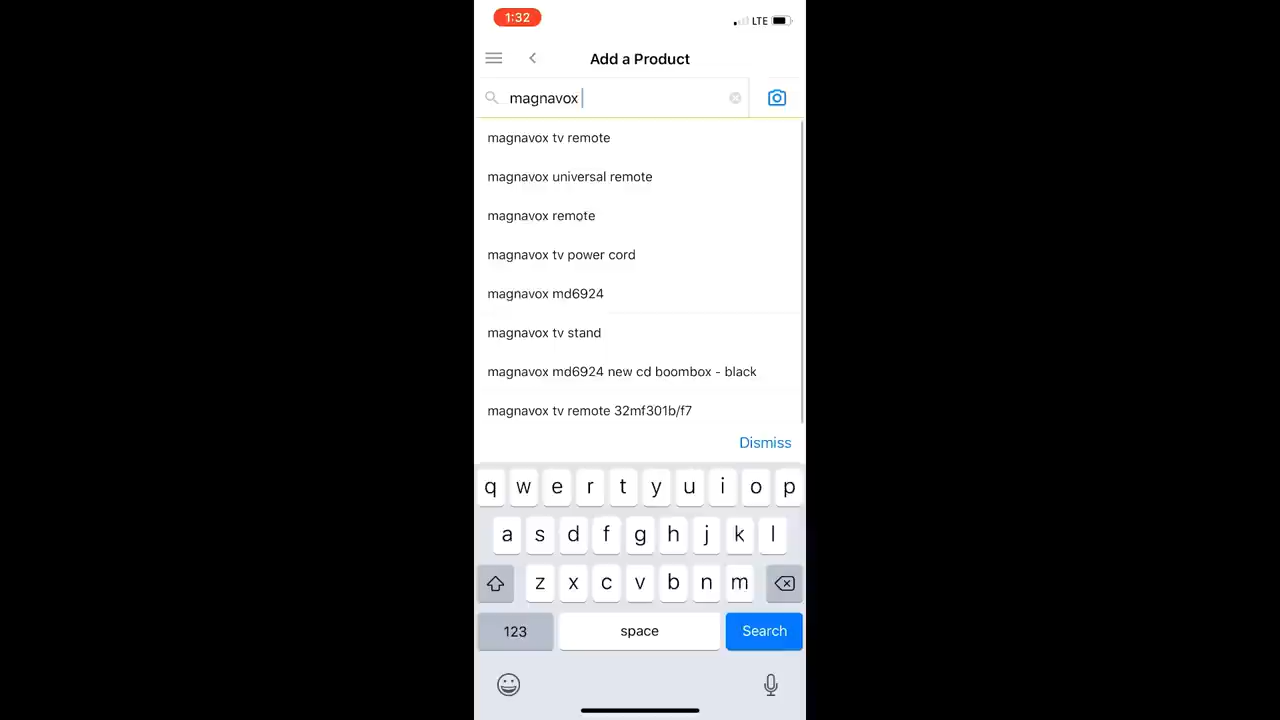 1:32
LTE
Add a Product
magnavox
magnavox tv remote
magnavox universal remote
magnavox remote
magnavox tv power cord
magnavox md6924
magnavox tv stand
magnavox md6924 new cd boombox - black
magnavox tv remote 32mf301b/f7
Dismiss
q w e r t y u i o p
a s d f g h j k l
z x c v b n m
123 space Search